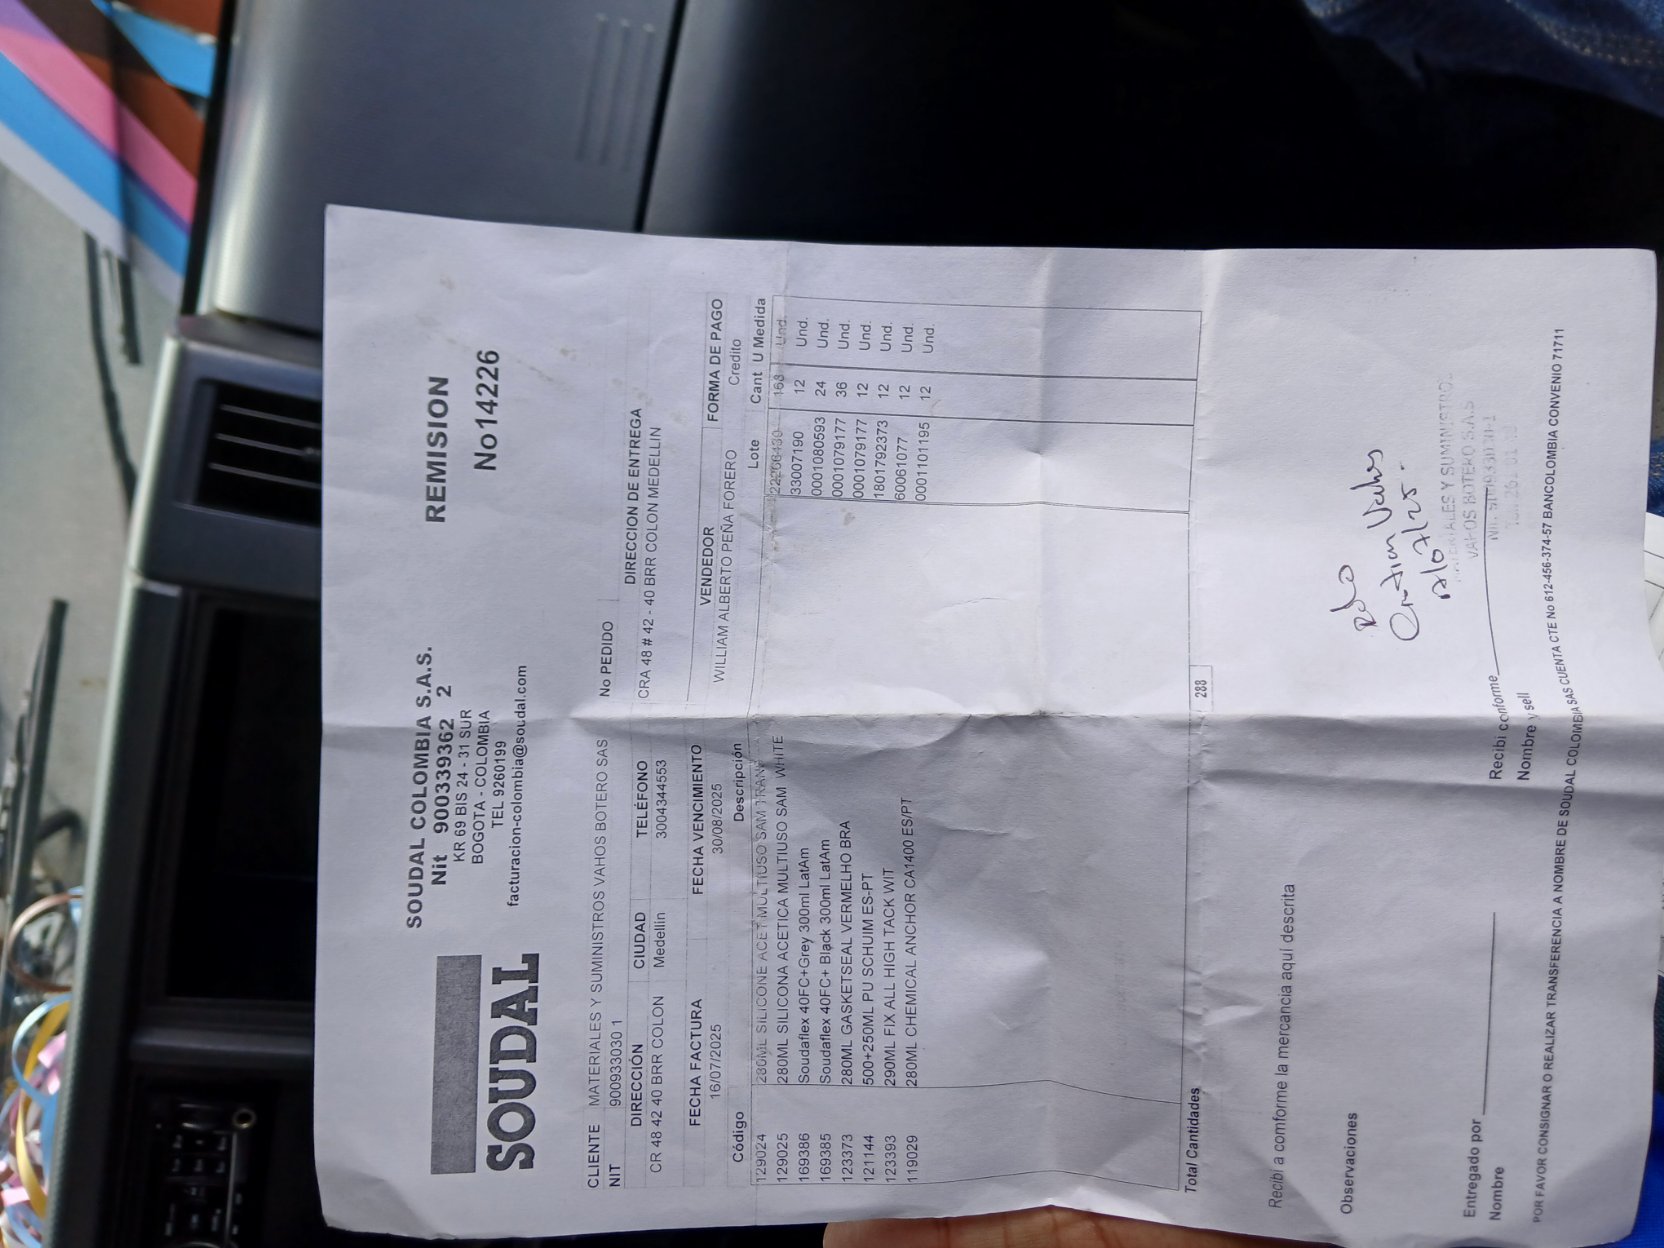 SOUDAL
SOUDAL COLOMBIA S.A.S.
Nit 900339362 2
KR 69 BIS 24 - 31 SUR
BOGOTA - COLOMBIA
TEL 9260199
facturacion-colombia@soudal.com
REMISION
No14226
CLIENTE MATERIALES Y SUMINISTROS VAHOS BOTERO SAS No PEDIDO
NIT 900933030 1
DIRECCIÓN CIUDAD TELÉFONO DIRECCION DE ENTREGA
CR 48 42 40 BRR COLON Medellin 3004344553 CRA 48 # 42 - 40 BRR COLON MEDELLIN
FECHA FACTURA FECHA VENCIMIENTO VENDEDOR FORMA DE PAGO
16/07/2025 30/08/2025 WILLIAM ALBERTO PEÑA FORERO Credito
Código Descripción Lote Cant U Medida
129024 280ML SILICONE ACET MULTIUSO SAM TRANS 168 Und.
129025 280ML SILICONA ACETICA MULTIUSO SAM WHITE 33007190 12 Und.
169386 Soudaflex 40FC+Grey 300ml LatAm 0001080593 24 Und.
169385 Soudaflex 40FC+ Black 300ml LatAm 0001079177 36 Und.
123373 280ML GASKETSEAL VERMELHO BRA 0001079177 12 Und.
121144 500+250ML PU SCHUIM ES-PT 1801792373 12 Und.
123393 290ML FIX ALL HIGH TACK WIT 60061077 12 Und.
119029 280ML CHEMICAL ANCHOR CA1400 ES/PT 0001101195 12 Und.
Total Cantidades 288
Recibí a comforme la mercancia aquí descrita
Observaciones
MATERIALES Y SUMINISTROS
VAHOS BOTERO S.A.S
Entregado por
Nombre
Recibi conforme
Nombre y sell
POR FAVOR CONSIGNAR O REALIZAR TRANSFERENCIA A NOMBRE DE SOUDAL COLOMBIA SAS CUENTA CTE No 612-456-374-57 BANCOLOMBIA CONVENIO 71711